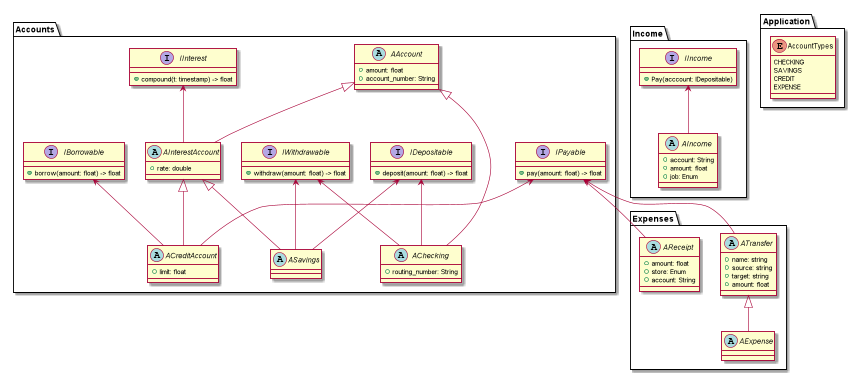 Accounts
I IInterest
compound(t: timestamp) -> float
A AAccount
amount: float
account_number: String
I IBorrowable
borrow(amount: float) -> float
A AInterestAccount
rate: double
I IWithdrawable
withdraw(amount: float) -> float
I IDepositable
deposit(amount: float) -> float
I IPayable
pay(amount: float) -> float
A ACreditAccount
limit: float
A ASavings
A AChecking
routing_number: String
Income
I IIncome
Pay(acccount: IDepositable)
A AIncome
account: String
amount: float
job: Enum
Application
E AccountTypes
CHECKING
SAVINGS
CREDIT
EXPENSE
Expenses
A AReceipt
amount: float
store: Enum
account: String
A ATransfer
name: string
source: string
target: string
amount: float
A AExpense